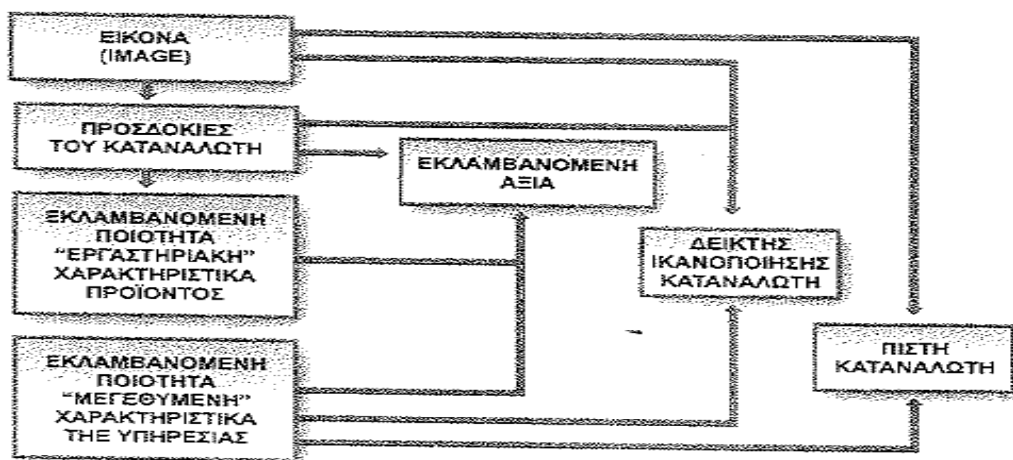 ΕΙΚΟΝΑ
(IMAGE)
ΠΡΟΣΔΟΚΙΕΣ
ΤΟΥ ΚΑΤΑΝΑΛΩΤΗ
ΕΚΛΑΜΒΑΝΟΜΕΝΗ
ΑΞΙΑ
ΕΚΛΑΜΒΑΝΟΜΕΝΗ
ΠΟΙΟΤΗΤΑ
“ΕΡΓΑΣΤΗΡΙΑΚΗ”
ΧΑΡΑΚΤΗΡΙΣΤΙΚΑ
ΠΡΟΪΟΝΤΟΣ
ΔΕΙΚΤΗΣ
ΙΚΑΝΟΠΟΙΗΣΗΣ
ΚΑΤΑΝΑΛΩΤΗ
ΠΙΣΤΗ
ΚΑΤΑΝΑΛΩΤΗ
ΕΚΛΑΜΒΑΝΟΜΕΝΗ
ΠΟΙΟΤΗΤΑ
“ΜΕΓΕΘΥΜΕΝΗ”
ΧΑΡΑΚΤΗΡΙΣΤΙΚΑ
ΤΗΕ ΥΠΗΡΕΣΙΑΣ